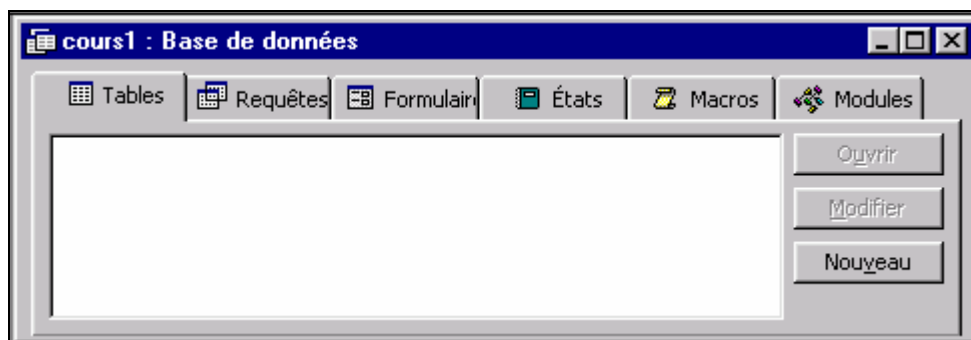 cours1 : Base de données
Tables Requêtes Formulaire États Macros Modules
Ouvrir
Modifier
Nouveau